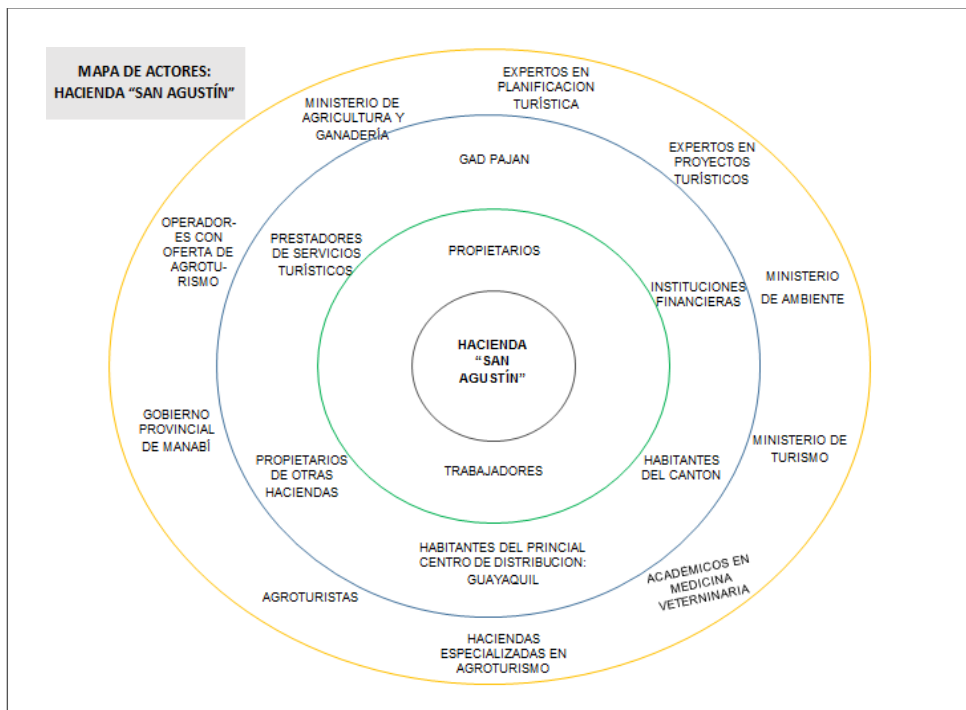 MAPA DE ACTORES:
HACIENDA “SAN AGUSTÍN”
EXPERTOS EN
PLANIFICACION
TURÍSTICA
MINISTERIO DE
AGRICULTURA Y
GANADERÍA
EXPERTOS EN
PROYECTOS
TURÍSTICOS
GAD PAJAN
OPERADOR-
ES CON
OFERTA DE
AGROTU-
RISMO
PRESTADORES
DE SERVICIOS
TURÍSTICOS
PROPIETARIOS
INSTITUCIONES
FINANCIERAS
MINISTERIO
DE AMBIENTE
HACIENDA
“SAN
AGUSTÍN”
GOBIERNO
PROVINCIAL
DE MANABÍ
PROPIETARIOS
DE OTRAS
HACIENDAS
TRABAJADORES
HABITANTES
DEL CANTON
MINISTERIO DE
TURISMO
HABITANTES DEL PRINCIAL
CENTRO DE DISTRIBUCION:
GUAYAQUIL
AGROTURISTAS
ACADÉMICOS EN
MEDICINA
VETERNINARIA
HACIENDAS
ESPECIALIZADAS EN
AGROTURISMO